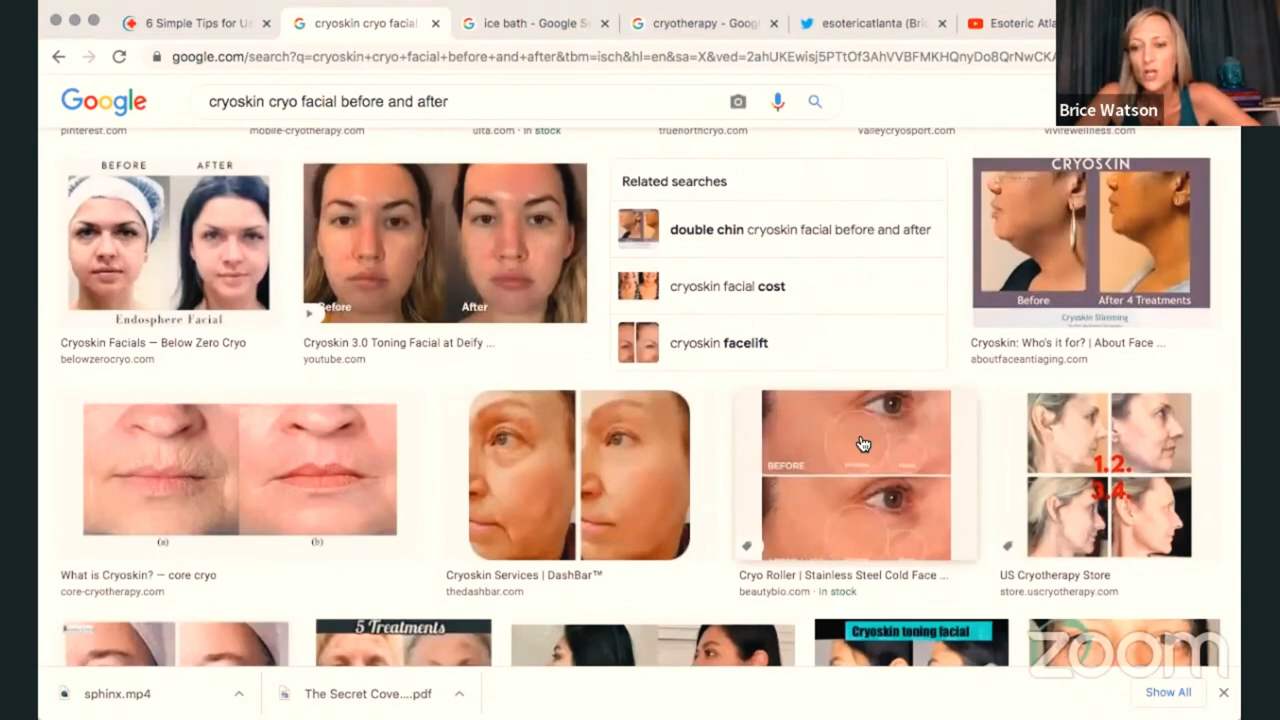 6 Simple Tips for Us
cryoskin cryo facial
ice bath - Google S
cryotherapy - Goog
esotericatlanta (Bric
Esoteric Atla
google.com/search?q=cryoskin+cryo+facial+before+and+after&tbm=isch&hl=en&sa=X&ved=2ahUKEwisj5PTtOf3AhVVBFMKHQnyDo8QrNwCKA
Brice Watson
Google
cryoskin cryo facial before and after
pinterest.com
mobile-cryotherapy.com
ulta.com · In stock
truenorthcryo.com
valleycryosport.com
vivirewellness.com
BEFORE AFTER
Endosphere Facial
Cryoskin Facials — Below Zero Cryo
belowzerocryo.com
Before After
Cryoskin 3.0 Toning Facial at Deify ...
youtube.com
Related searches
double chin cryoskin facial before and after
cryoskin facial cost
cryoskin facelift
CRYOSKIN
Before After 4 Treatments
Cryoskin Slimming
Cryoskin: Who's it for? | About Face ...
aboutfaceantiaging.com
(a) (b)
What is Cryoskin? — core cryo
core-cryotherapy.com
Cryoskin Services | DashBar™
thedashbar.com
BEFORE
Cryo Roller | Stainless Steel Cold Face ...
beautybio.com · In stock
1.2.
3.4.
US Cryotherapy Store
store.uscryotherapy.com
5 Treatments
Cryoskin toning facial
zoom
sphinx.mp4
The Secret Cove....pdf
Show All